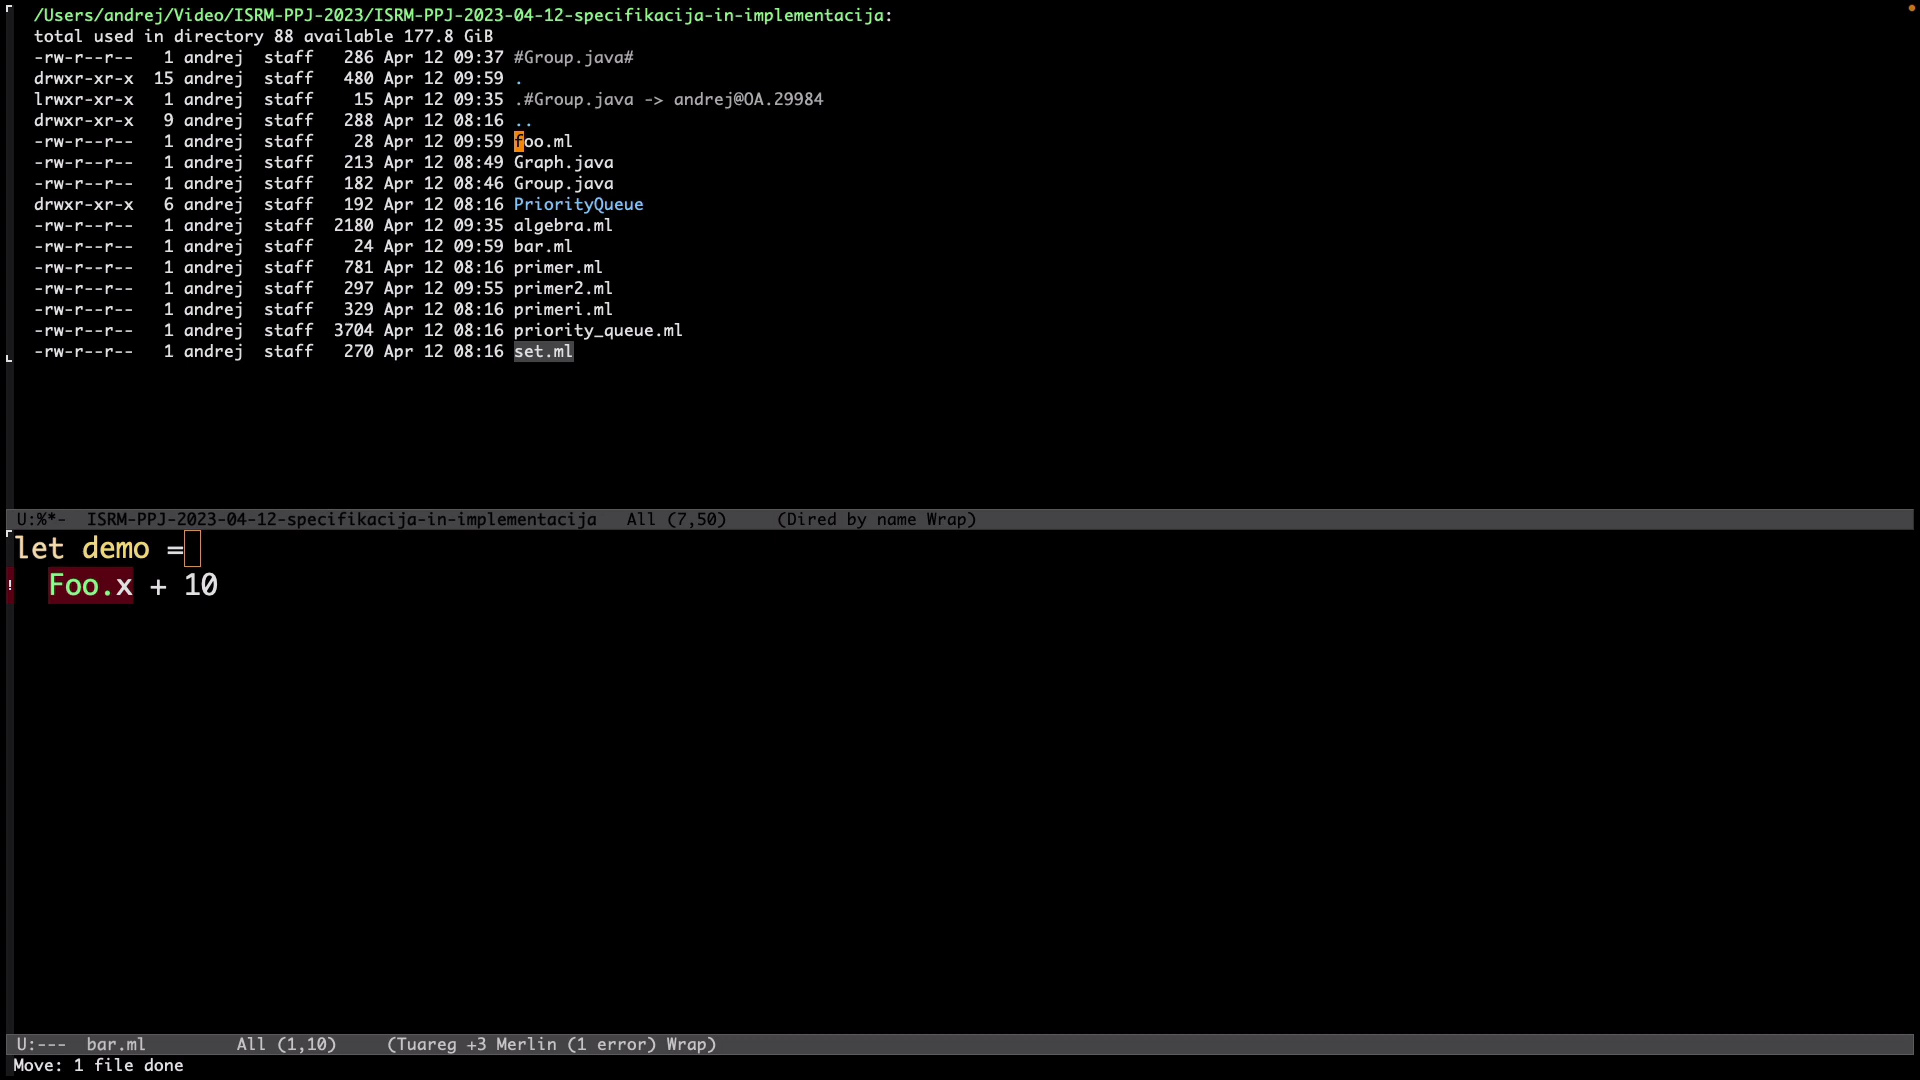 /Users/andrej/Video/ISRM-PPJ-2023/ISRM-PPJ-2023-04-12-specifikacija-in-implementacija:
total used in directory 88 available 177.8 GiB
-rw-r--r--   1 andrej  staff   286 Apr 12 09:37 #Group.java#
drwxr-xr-x  15 andrej  staff   480 Apr 12 09:59 .
lrwxr-xr-x   1 andrej  staff    15 Apr 12 09:35 .#Group.java -> andrej@OA.29984
drwxr-xr-x   9 andrej  staff   288 Apr 12 08:16 ..
-rw-r--r--   1 andrej  staff    28 Apr 12 09:59 foo.ml
-rw-r--r--   1 andrej  staff   213 Apr 12 08:49 Graph.java
-rw-r--r--   1 andrej  staff   182 Apr 12 08:46 Group.java
drwxr-xr-x   6 andrej  staff   192 Apr 12 08:16 PriorityQueue
-rw-r--r--   1 andrej  staff  2180 Apr 12 09:35 algebra.ml
-rw-r--r--   1 andrej  staff    24 Apr 12 09:59 bar.ml
-rw-r--r--   1 andrej  staff   781 Apr 12 08:16 primer.ml
-rw-r--r--   1 andrej  staff   297 Apr 12 09:55 primer2.ml
-rw-r--r--   1 andrej  staff   329 Apr 12 08:16 primeri.ml
-rw-r--r--   1 andrej  staff  3704 Apr 12 08:16 priority_queue.ml
-rw-r--r--   1 andrej  staff   270 Apr 12 08:16 set.ml
U:%*-  ISRM-PPJ-2023-04-12-specifikacija-in-implementacija   All (7,50)     (Dired by name Wrap)
let demo =
!  Foo.x + 10
U:---  bar.ml         All (1,10)     (Tuareg +3 Merlin (1 error) Wrap)
Move: 1 file done